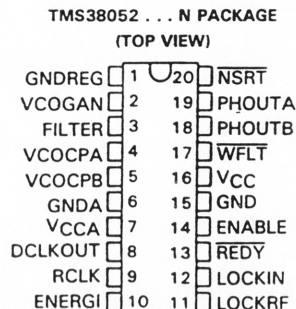 TMS38052 . . . N PACKAGE
(TOP VIEW)
GNDREG 1 20 NSRT
VCOGAN 2 19 PHOUTA
FILTER 3 18 PHOUTB
VCOCPA 4 17 WFLT
VCOCPB 5 16 VCC
GNDA 6 15 GND
VCCA 7 14 ENABLE
DCLKOUT 8 13 REDY
RCLK 9 12 LOCKIN
ENERGI 10 11 LOCKRF